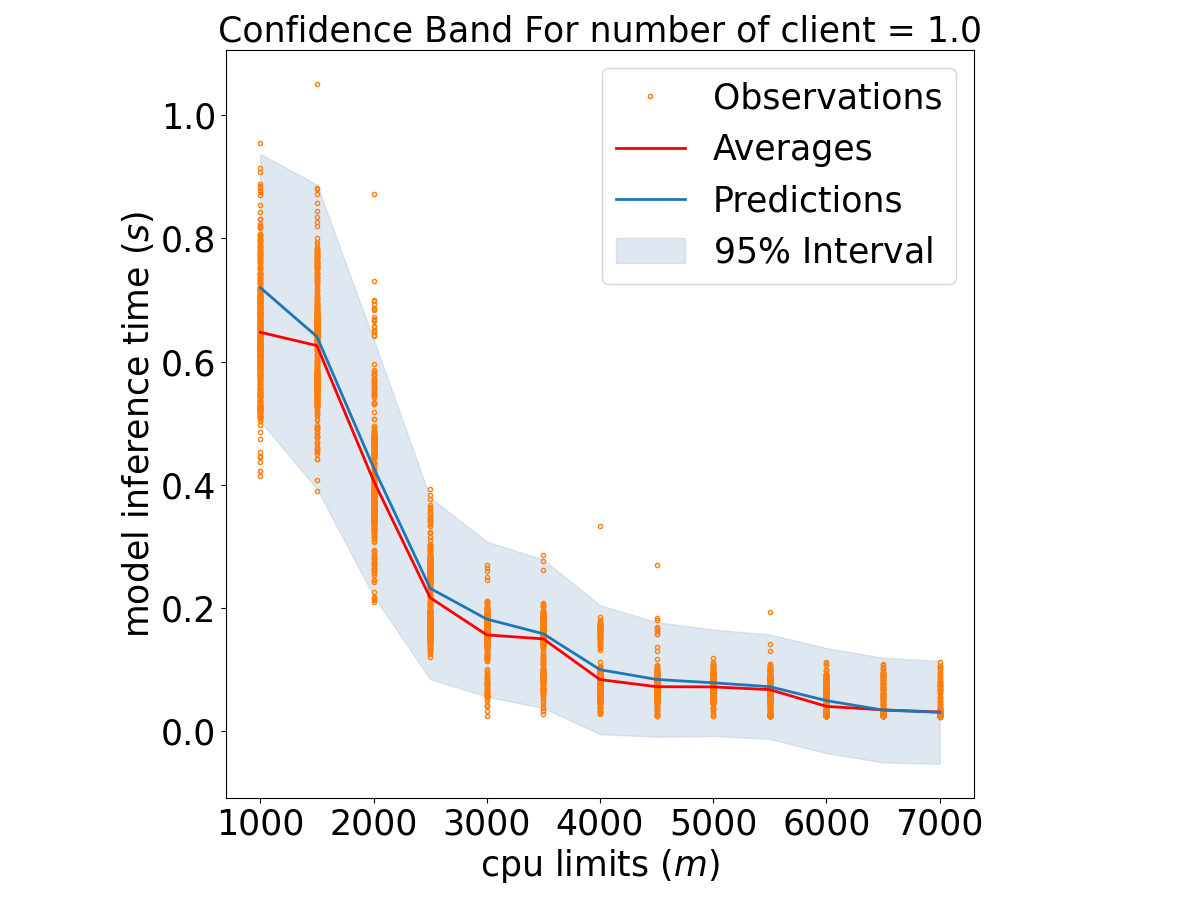 Confidence Band For number of client = 1.0
Observations
Averages
Predictions
95% Interval
model inference time (s)
1.0
0.8
0.6
0.4
0.2
0.0
1000 2000 3000 4000 5000 6000 7000
cpu limits (m)